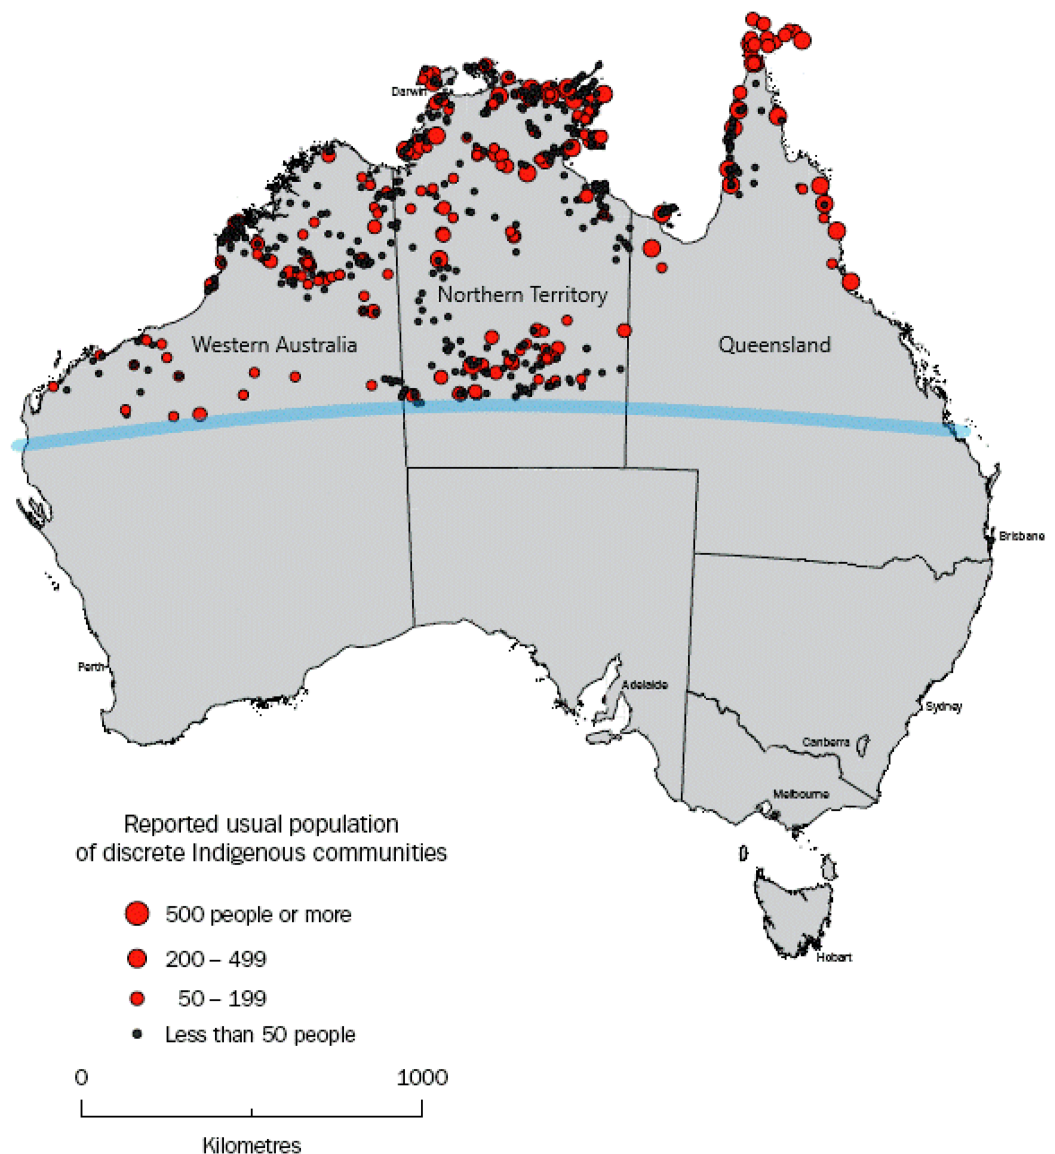 Darwin
Northern Territory
Western Australia
Queensland
Brisbane
Perth
Adelaide
Sydney
Canberra
Melbourne
Reported usual population
of discrete Indigenous communities
500 people or more
200 – 499
50 – 199
Less than 50 people
Hobart
0 1000
Kilometres